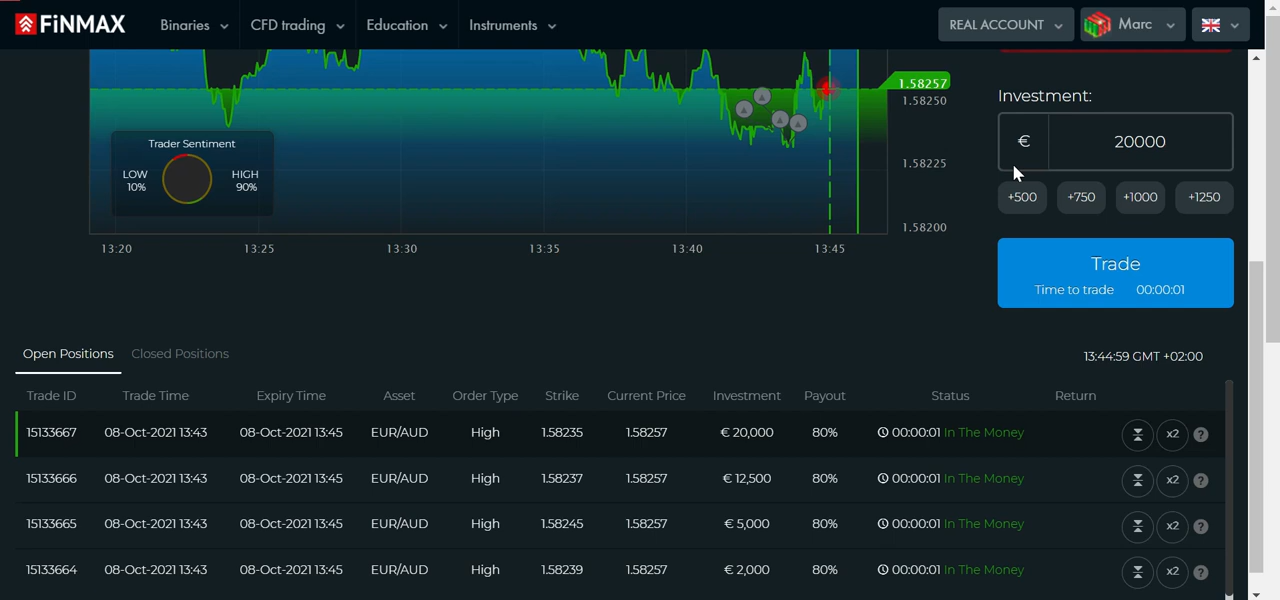 FiNMAX Binaries CFD trading Education Instruments REAL ACCOUNT Marc
1.58257
1.58250
1.58225
1.58200
Trader Sentiment
LOW 10% HIGH 90%
13:20 13:25 13:30 13:35 13:40 13:45
Investment:
€ 20000
+500 +750 +1000 +1250
Trade
Time to trade 00:00:01
Open Positions Closed Positions 13:44:59 GMT +02:00
Trade ID Trade Time Expiry Time Asset Order Type Strike Current Price Investment Payout Status Return
15133667 08-Oct-2021 13:43 08-Oct-2021 13:45 EUR/AUD High 1.58235 1.58257 € 20,000 80% 00:00:01 In The Money x2 ?
15133666 08-Oct-2021 13:43 08-Oct-2021 13:45 EUR/AUD High 1.58237 1.58257 € 12,500 80% 00:00:01 In The Money x2 ?
15133665 08-Oct-2021 13:43 08-Oct-2021 13:45 EUR/AUD High 1.58245 1.58257 € 5,000 80% 00:00:01 In The Money x2 ?
15133664 08-Oct-2021 13:43 08-Oct-2021 13:45 EUR/AUD High 1.58239 1.58257 € 2,000 80% 00:00:01 In The Money x2 ?